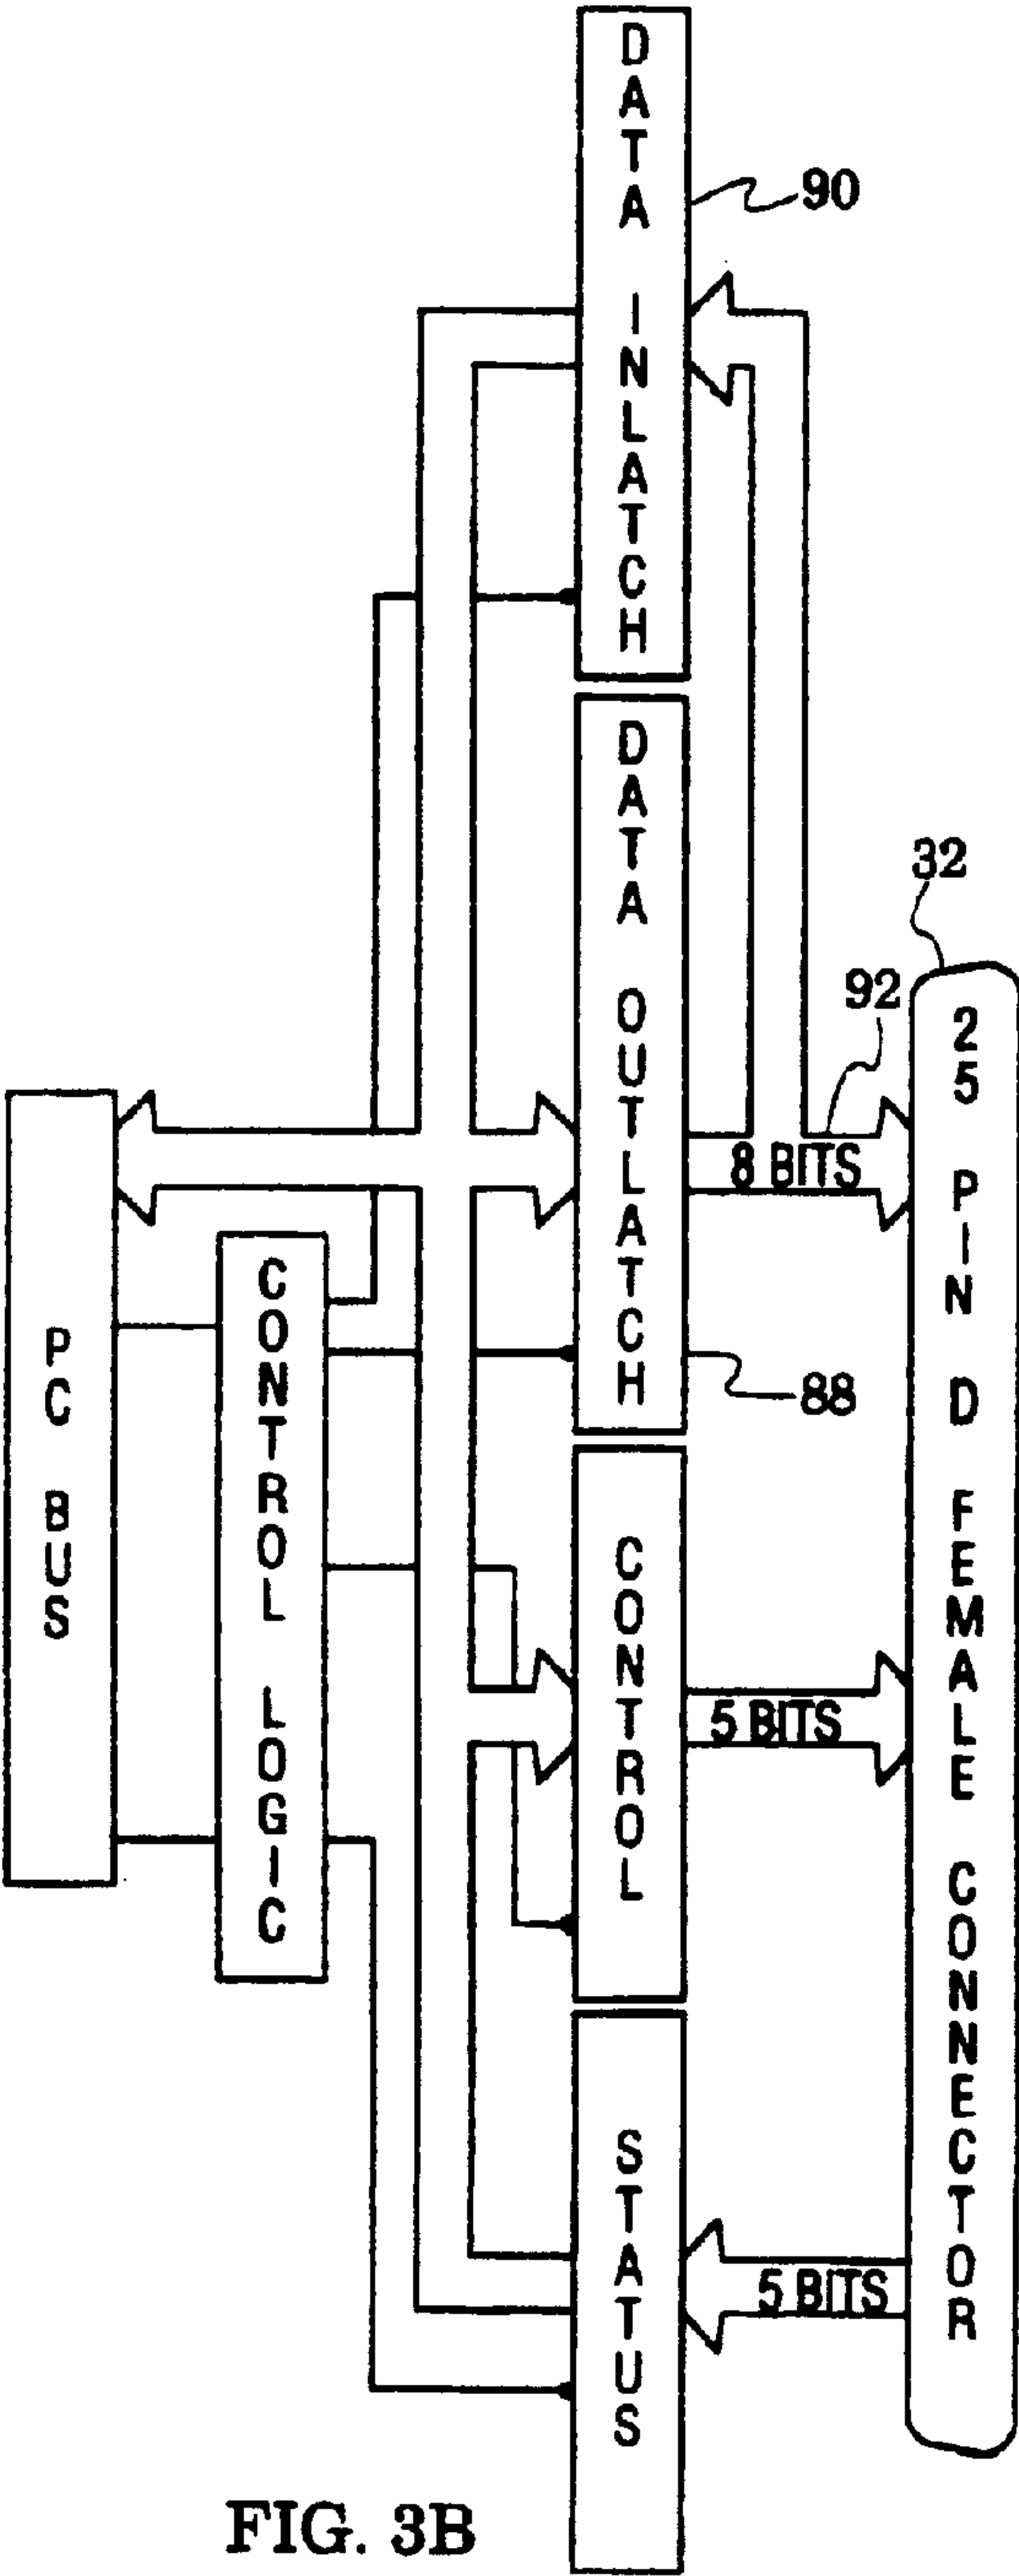 DATA INLATCH
90
DATA OUTLATCH
88
32
92
25 PIN D FEMALE CONNECTOR
8 BITS
PC BUS
CONTROL LOGIC
CONTROL
5 BITS
STATUS
5 BITS
FIG. 3B